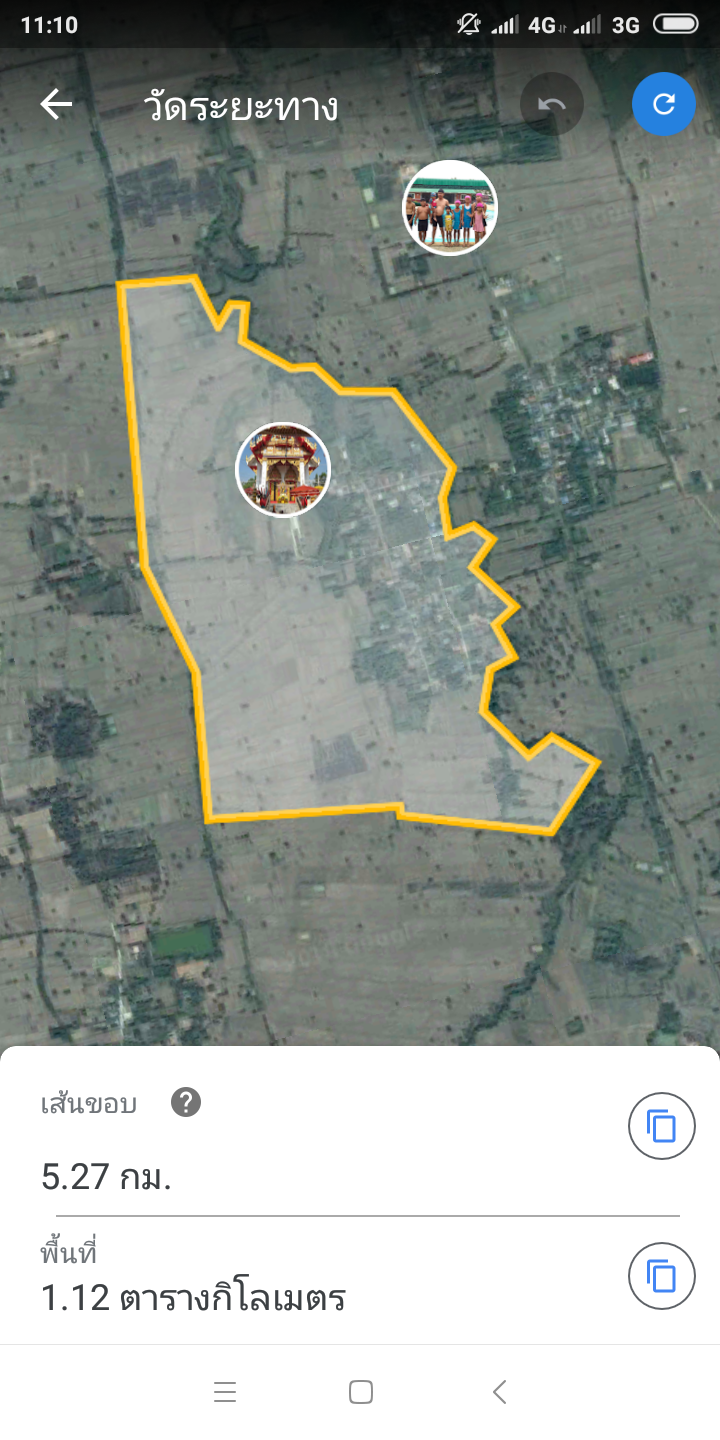 11:10 4G 3G
วัดระยะทาง
เส้นขอบ ?
5.27 กม.
พื้นที่
1.12 ตารางกิโลเมตร